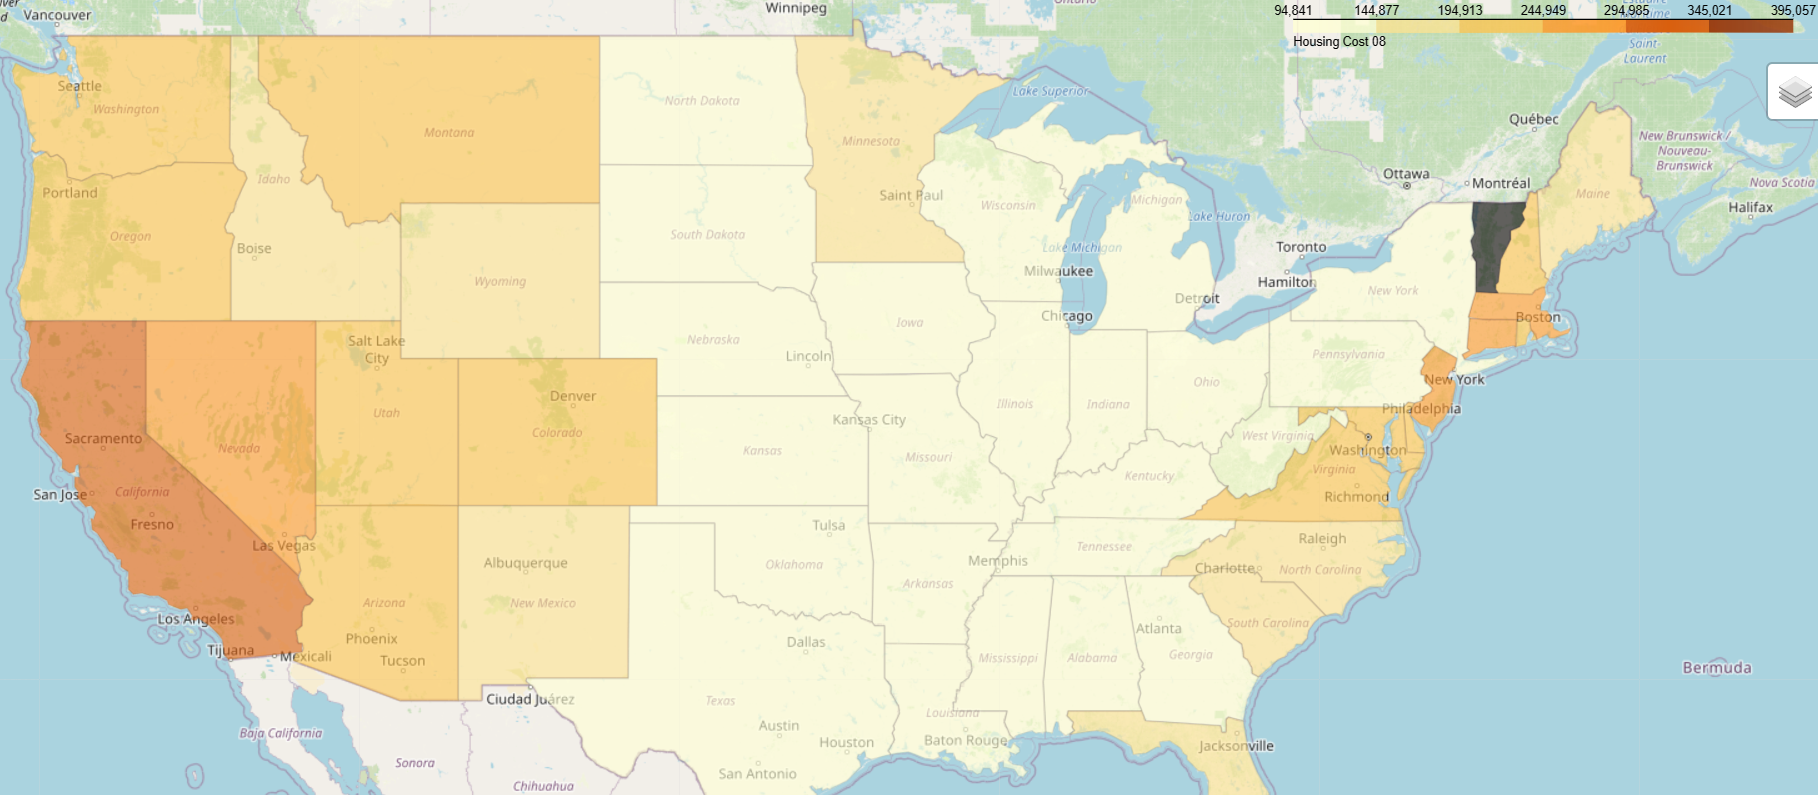 Vancouver
Winnipeg
Ontario
94,841 144,877 194,913 244,949 294,985 345,021 395,057
Housing Cost 08
Saint-
Laurent
Seattle
Washington
Montana
North Dakota
Minnesota
Lake Superior
Québec
New Brunswick /
Nouveau-
Brunswick
Ottawa
Montréal
Nova Scotia
Halifax
Maine
Portland
Idaho
Saint Paul
Wisconsin
Michigan
Lake Huron
Oregon
Boise
South Dakota
Lake Michigan
Toronto
Wyoming
Milwaukee
Hamilton
Detroit
New York
Boston
Chicago
Iowa
Salt Lake
City
Nebraska
Lincoln
Pennsylvania
New York
Denver
Utah
Colorado
Ohio
Illinois
Indiana
Philadelphia
Kansas City
Sacramento
Nevada
Kansas
Missouri
West Virginia
Washington
Virginia
Kentucky
San Jose
California
Richmond
Fresno
Las Vegas
Tulsa
Raleigh
Tennessee
Memphis
Albuquerque
Oklahoma
Charlotte
North Carolina
Arkansas
Arizona
New Mexico
Los Angeles
South Carolina
Phoenix
Dallas
Atlanta
Tijuana
Mexicali
Tucson
Mississippi
Alabama
Georgia
Bermuda
Ciudad Juárez
Texas
Louisiana
Austin
Baja California
Houston
Baton Rouge
Jacksonville
Sonora
San Antonio
Chihuahua